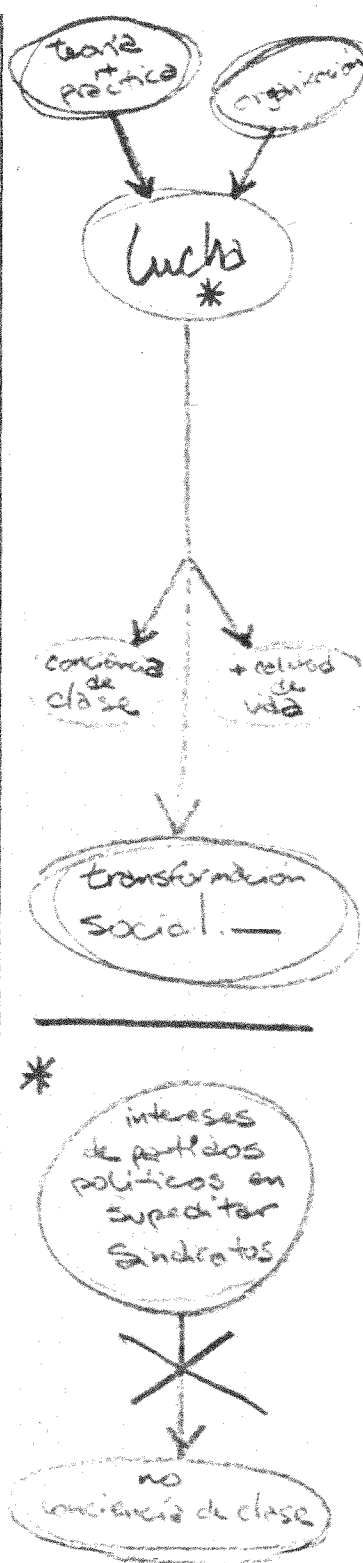 teoría
+
práctica
organización
Lucha
*
conciencia
de
clase
+ calidad
de
vida
transformación
social.—
*
intereses
de partidos
políticos en
supeditar
Sindicatos
no
conciencia de clase